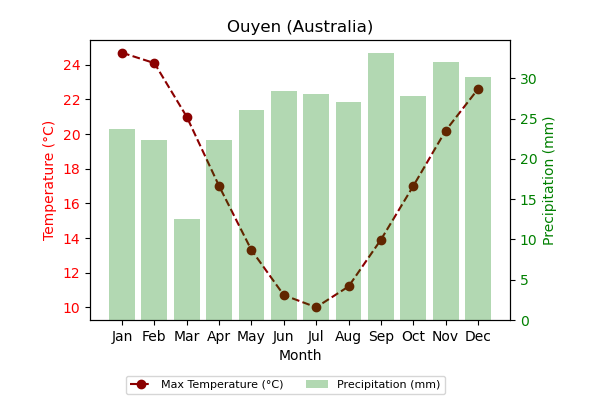 Ouyen (Australia)
24
22
20
18
16
14
12
10
Temperature (°C)
30
25
20
15
10
5
0
Precipitation (mm)
Jan Feb Mar Apr May Jun Jul Aug Sep Oct Nov Dec
Month
Max Temperature (°C) Precipitation (mm)